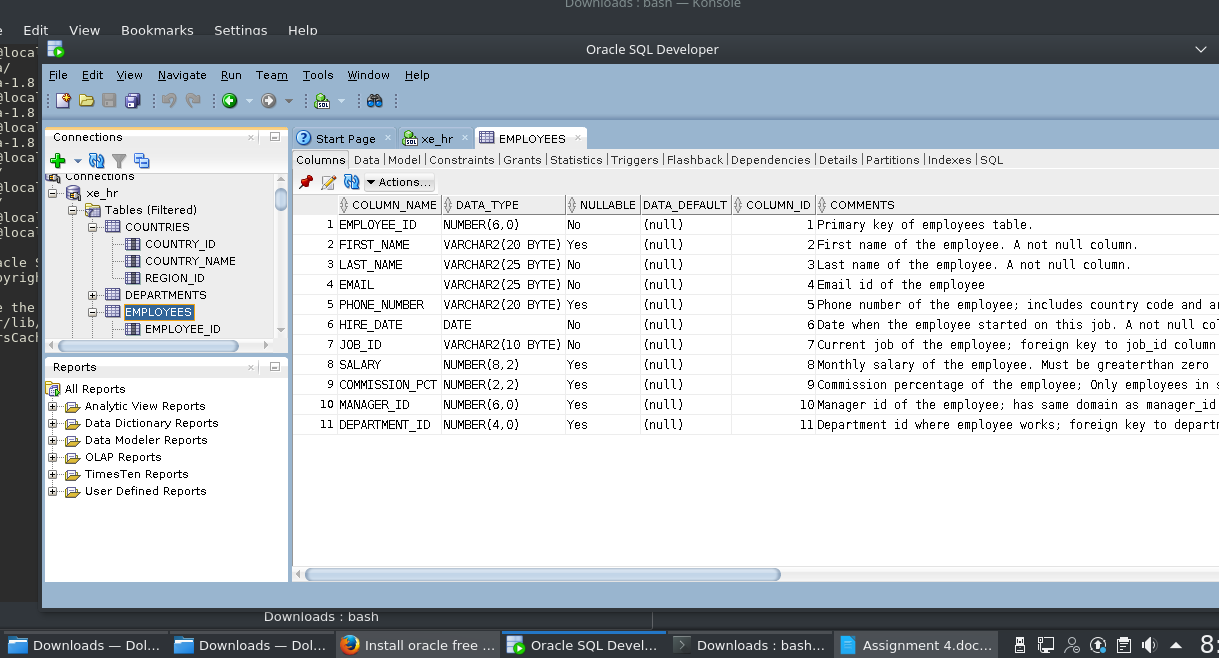 Downloads : bash — Konsole
Edit View Bookmarks Settings Help
Oracle SQL Developer
File Edit View Navigate Run Team Tools Window Help
Connections
Start Page
xe_hr
EMPLOYEES
Columns Data Model Constraints Grants Statistics Triggers Flashback Dependencies Details Partitions Indexes SQL
Actions...
Connections
xe_hr
Tables (Filtered)
COUNTRIES
COUNTRY_ID
COUNTRY_NAME
REGION_ID
DEPARTMENTS
EMPLOYEES
EMPLOYEE_ID
COLUMN_NAME DATA_TYPE NULLABLE DATA_DEFAULT COLUMN_ID COMMENTS
1 EMPLOYEE_ID NUMBER(6,0) No (null) 1 Primary key of employees table.
2 FIRST_NAME VARCHAR2(20 BYTE) Yes (null) 2 First name of the employee. A not null column.
3 LAST_NAME VARCHAR2(25 BYTE) No (null) 3 Last name of the employee. A not null column.
4 EMAIL VARCHAR2(25 BYTE) No (null) 4 Email id of the employee
5 PHONE_NUMBER VARCHAR2(20 BYTE) Yes (null) 5 Phone number of the employee; includes country code and
6 HIRE_DATE DATE No (null) 6 Date when the employee started on this job. A not null
7 JOB_ID VARCHAR2(10 BYTE) No (null) 7 Current job of the employee; foreign key to job_id column
8 SALARY NUMBER(8,2) Yes (null) 8 Monthly salary of the employee. Must be greaterthan zero
9 COMMISSION_PCT NUMBER(2,2) Yes (null) 9 Commission percentage of the employee; Only employees in
10 MANAGER_ID NUMBER(6,0) Yes (null) 10 Manager id of the employee; has same domain as manager_id
11 DEPARTMENT_ID NUMBER(4,0) Yes (null) 11 Department id where employee works; foreign key to
Reports
All Reports
Analytic View Reports
Data Dictionary Reports
Data Modeler Reports
OLAP Reports
TimesTen Reports
User Defined Reports
Downloads : bash
Downloads — Dol...
Downloads — Dol...
Install oracle free ...
Oracle SQL Devel...
Downloads : bash...
Assignment 4.doc...